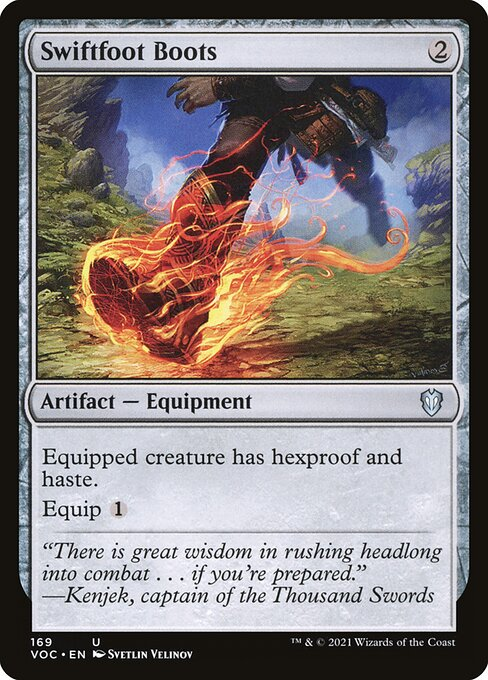 Swiftfoot Boots 2
Artifact — Equipment
Equipped creature has hexproof and
haste.
Equip 1
“There is great wisdom in rushing headlong
into combat . . . if you’re prepared.”
—Kenjek, captain of the Thousand Swords
169 U
VOC • EN Svetlin Velinov
™ & © 2021 Wizards of the Coast